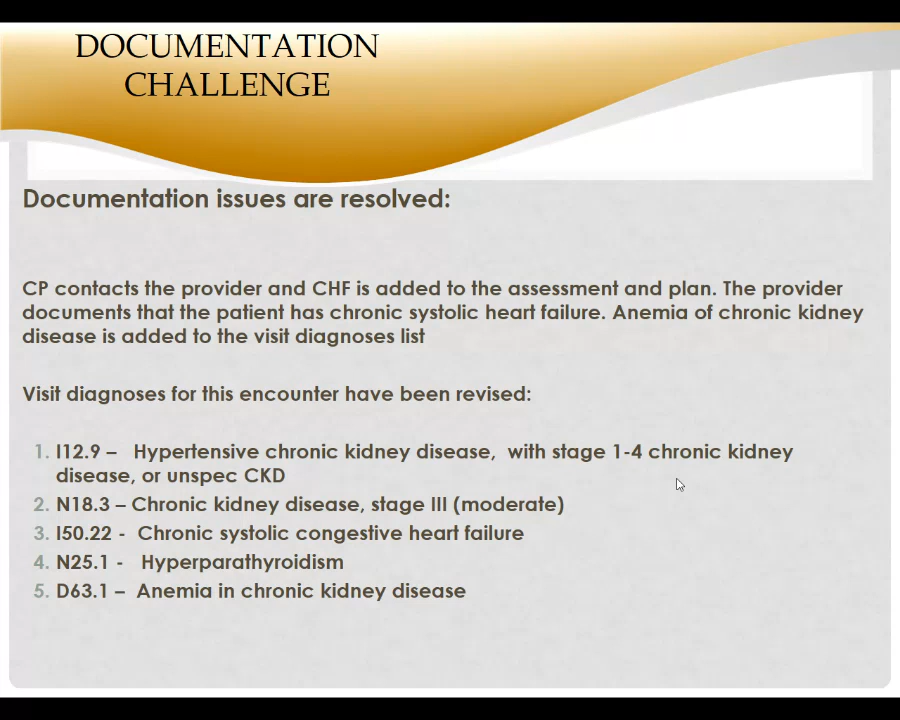 DOCUMENTATION
CHALLENGE
Documentation issues are resolved:
CP contacts the provider and CHF is added to the assessment and plan. The provider
documents that the patient has chronic systolic heart failure. Anemia of chronic kidney
disease is added to the visit diagnoses list
Visit diagnoses for this encounter have been revised:
1. I12.9 – Hypertensive chronic kidney disease, with stage 1-4 chronic kidney
disease, or unspec CKD
2. N18.3 – Chronic kidney disease, stage III (moderate)
3. I50.22 - Chronic systolic congestive heart failure
4. N25.1 - Hyperparathyroidism
5. D63.1 – Anemia in chronic kidney disease